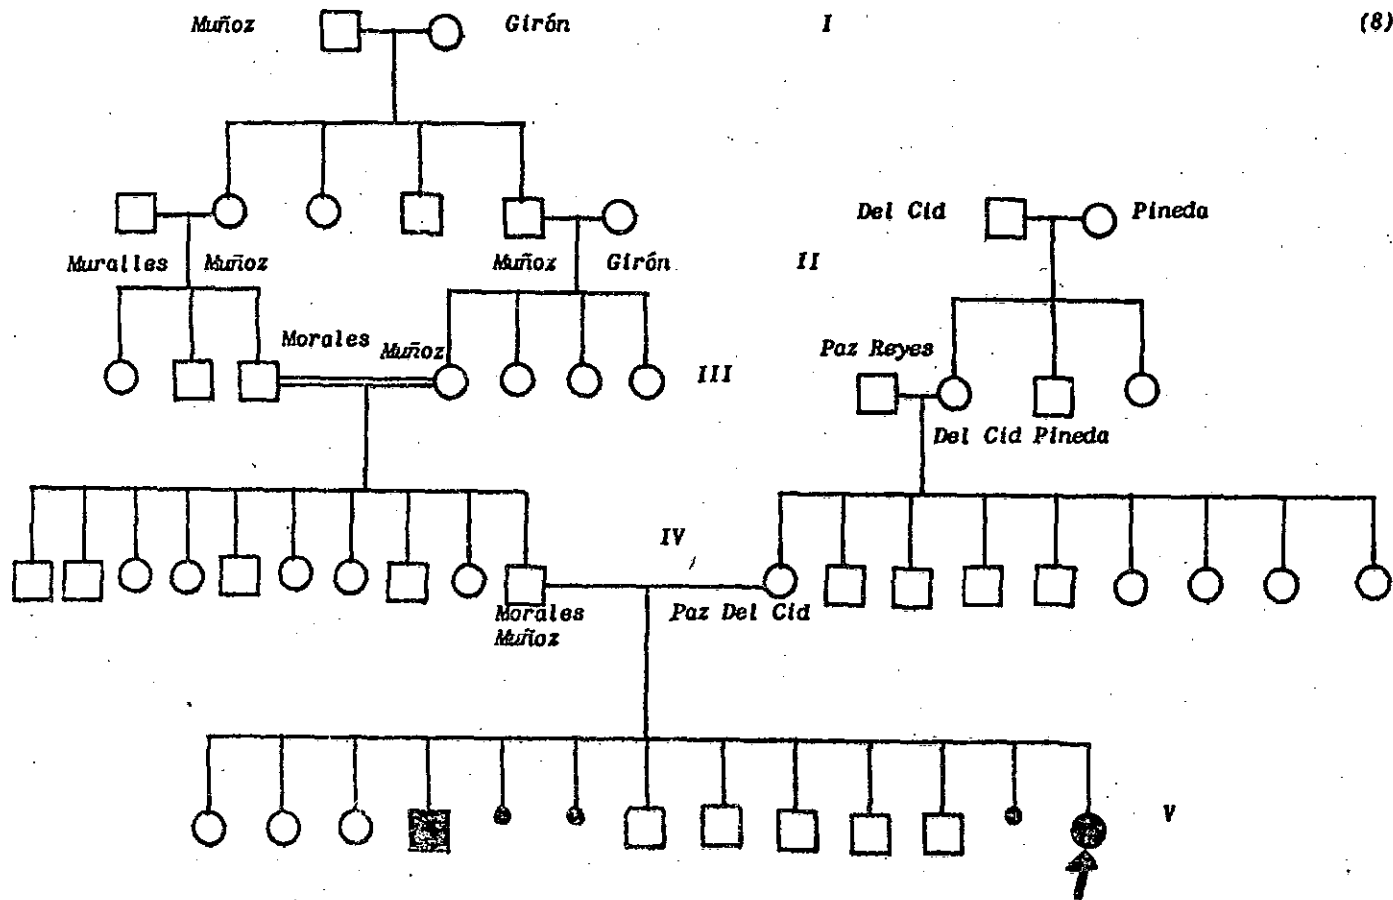 Muñoz Girón I (8)
Del Cid Pineda
Muralles Muñoz Muñoz Girón II
Morales Muñoz Paz Reyes
III
Del Cid Pineda
IV
Morales Paz Del Cid
Muñoz
V